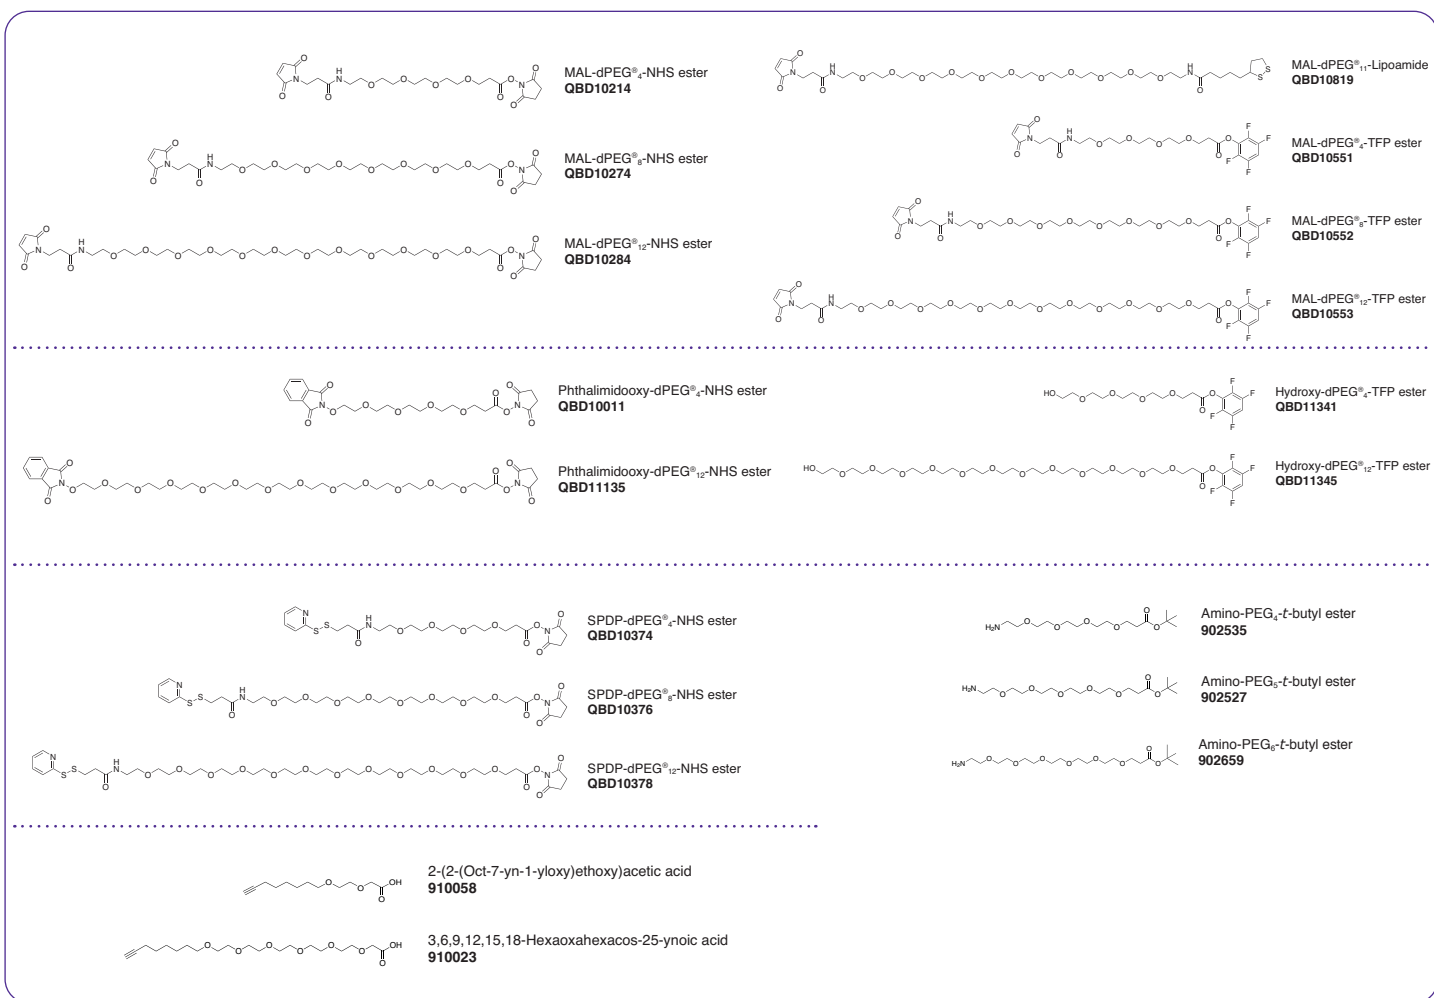 MAL-dPEG®₄-NHS ester
QBD10214
MAL-dPEG®₈-NHS ester
QBD10274
MAL-dPEG®₁₂-NHS ester
QBD10284
MAL-dPEG®₁₁-Lipoamide
QBD10819
MAL-dPEG®₄-TFP ester
QBD10551
MAL-dPEG®₈-TFP ester
QBD10552
MAL-dPEG®₁₂-TFP ester
QBD10553
Phthalimidooxy-dPEG®₄-NHS ester
QBD10011
Phthalimidooxy-dPEG®₁₂-NHS ester
QBD11135
Hydroxy-dPEG®₄-TFP ester
QBD11341
Hydroxy-dPEG®₁₂-TFP ester
QBD11345
SPDP-dPEG®₄-NHS ester
QBD10374
SPDP-dPEG®₈-NHS ester
QBD10376
SPDP-dPEG®₁₂-NHS ester
QBD10378
Amino-PEG₄-t-butyl ester
902535
Amino-PEG₅-t-butyl ester
902527
Amino-PEG₆-t-butyl ester
902659
2-(2-(Oct-7-yn-1-yloxy)ethoxy)acetic acid
910058
3,6,9,12,15,18-Hexaoxahexacos-25-ynoic acid
910023